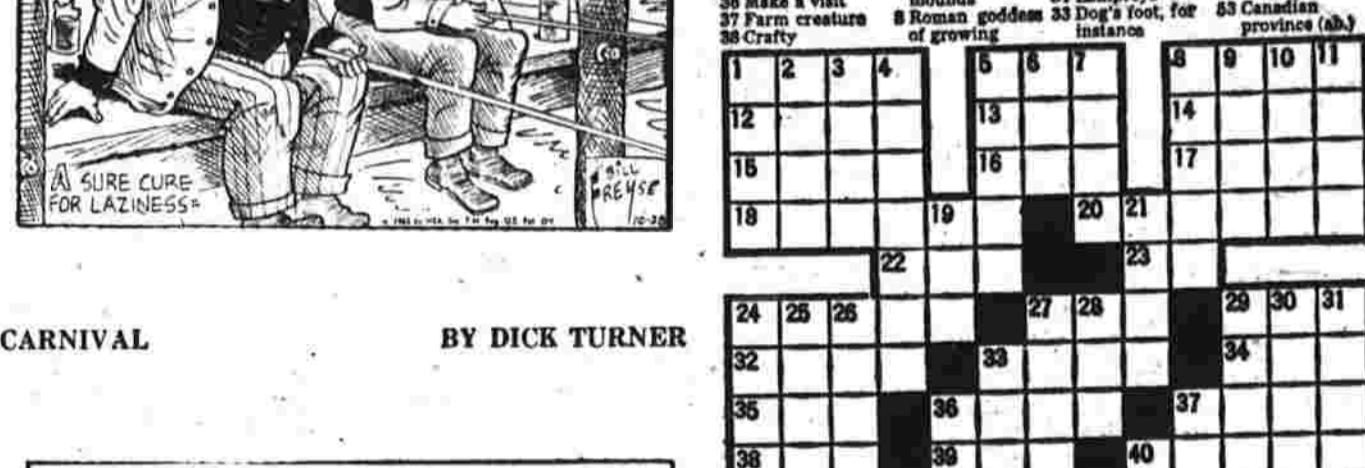 36 Make a visit
37 Farm creature
38 Crafty
mounds
8 Roman goddess
of growing
33 Dog's foot, for
instance
53 Canadian
province (ab.)
A SURE CURE
FOR LAZINESS=
BILL
FREYSE
10-28
CARNIVAL
BY DICK TURNER
1 2 3 4 5 6 7 8 9 10 11
12 13 14
15 16 17
18 19 20 21
22 23
24 25 26 27 28 29 30 31
32 33 34
35 36 37
38 39 40